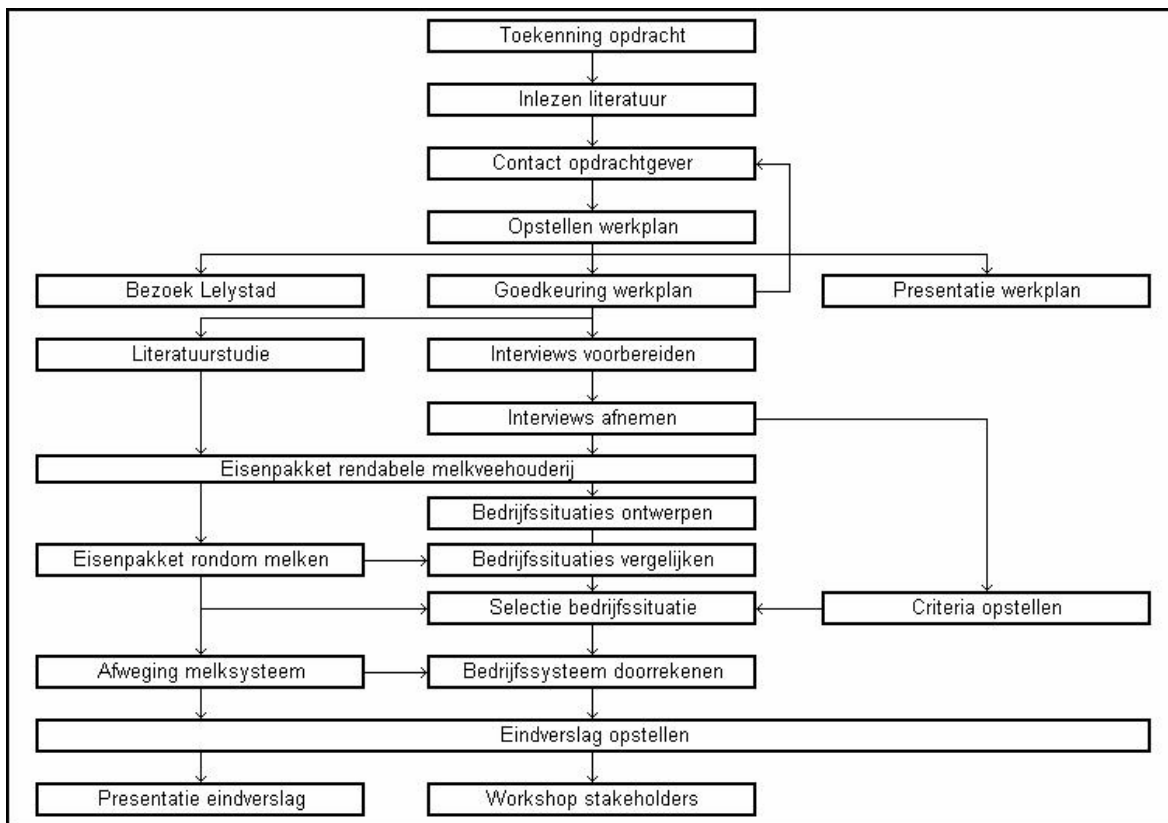 Toekenning opdracht
Inlezen literatuur
Contact opdrachtgever
Opstellen werkplan
Bezoek Lelystad
Goedkeuring werkplan
Presentatie werkplan
Literatuurstudie
Interviews voorbereiden
Interviews afnemen
Eisenpakket rendabele melkveehouderij
Bedrijfssituaties ontwerpen
Eisenpakket rondom melken
Bedrijfssituaties vergelijken
Selectie bedrijfssituatie
Criteria opstellen
Afweging melksysteem
Bedrijfssysteem doorrekenen
Eindverslag opstellen
Presentatie eindverslag
Workshop stakeholders